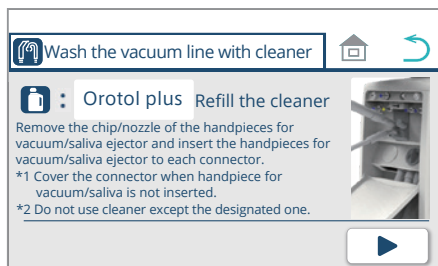 Wash the vacuum line with cleaner
: Orotol plus Refill the cleaner
Remove the chip/nozzle of the handpieces for
vacuum/saliva ejector and insert the handpieces for
vacuum/saliva ejector to each connector.
*1 Cover the connector when handpiece for
vacuum/saliva is not inserted.
*2 Do not use cleaner except the designated one.